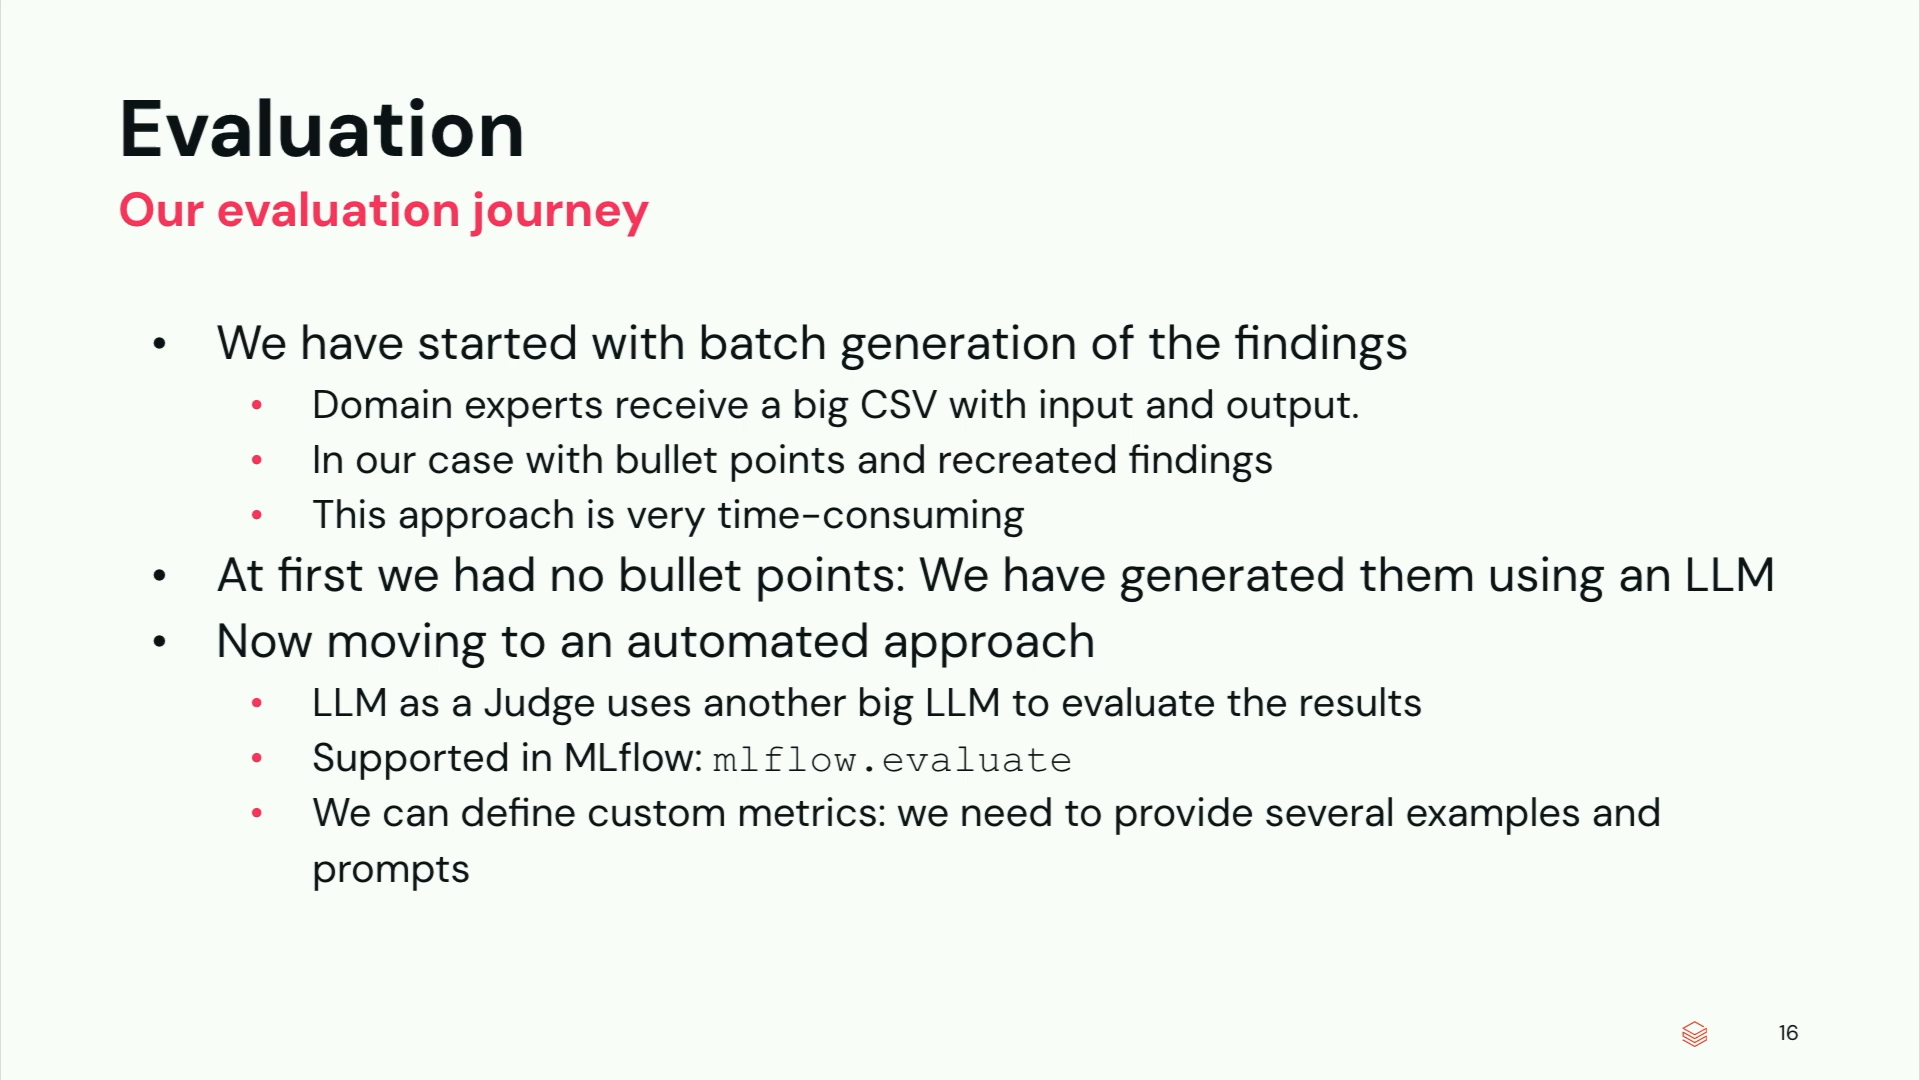 Evaluation
Our evaluation journey
• We have started with batch generation of the findings
• Domain experts receive a big CSV with input and output.
• In our case with bullet points and recreated findings
• This approach is very time-consuming
• At first we had no bullet points: We have generated them using an LLM
• Now moving to an automated approach
• LLM as a Judge uses another big LLM to evaluate the results
• Supported in MLflow: mlflow.evaluate
• We can define custom metrics: we need to provide several examples and
prompts
16